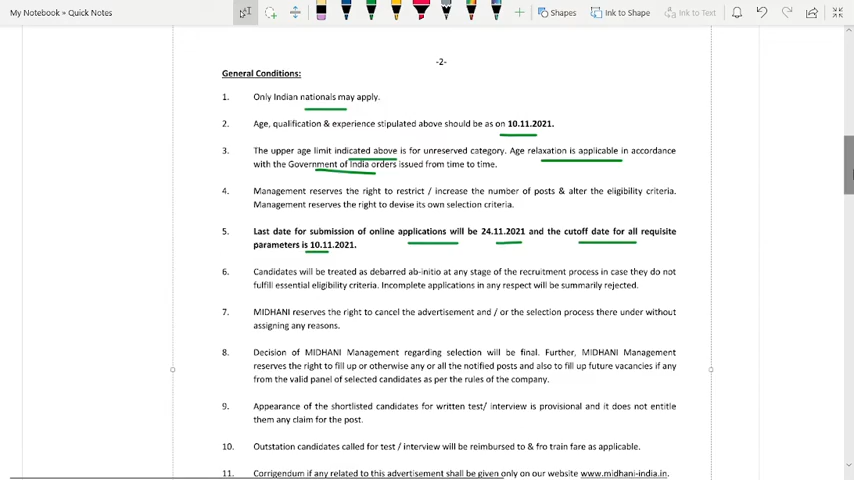 My Notebook » Quick Notes
Shapes
Ink to Shape
Ink to Text
-2-
General Conditions:
1. Only Indian nationals may apply.
2. Age, qualification & experience stipulated above should be as on 10.11.2021.
3. The upper age limit indicated above is for unreserved category. Age relaxation is applicable in accordance
with the Government of India orders issued from time to time.
4. Management reserves the right to restrict / increase the number of posts & alter the eligibility criteria.
Management reserves the right to devise its own selection criteria.
5. Last date for submission of online applications will be 24.11.2021 and the cutoff date for all requisite
parameters is 10.11.2021.
6. Candidates will be treated as debarred ab-initio at any stage of the recruitment process in case they do not
fulfill essential eligibility criteria. Incomplete applications in any respect will be summarily rejected.
7. MIDHANI reserves the right to cancel the advertisement and / or the selection process there under without
assigning any reasons.
8. Decision of MIDHANI Management regarding selection will be final. Further, MIDHANI Management
reserves the right to fill up or otherwise any or all the notified posts and also to fill up future vacancies if any
from the valid panel of selected candidates as per the rules of the company.
9. Appearance of the shortlisted candidates for written test/ interview is provisional and it does not entitle
them any claim for the post.
10. Outstation candidates called for test / interview will be reimbursed to & fro train fare as applicable.
11. Corrigendum if any related to this advertisement shall be given only on our website www.midhani-india.in.